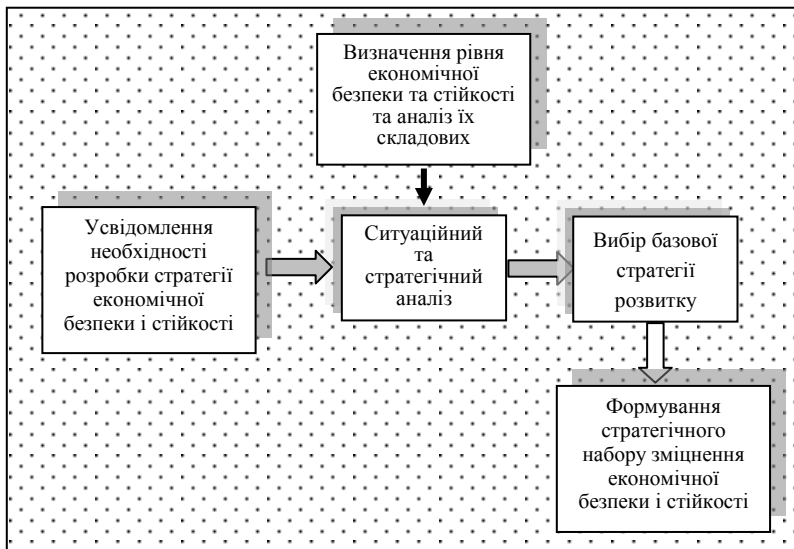 Визначення рівня
економічної
безпеки та стійкості
та аналіз їх
складових
Усвідомлення
необхідності
розробки стратегії
економічної
безпеки і стійкості
Ситуаційний
та
стратегічний
аналіз
Вибір базової
стратегії
розвитку
Формування
стратегічного
набору зміцнення
економічної
безпеки і стійкості